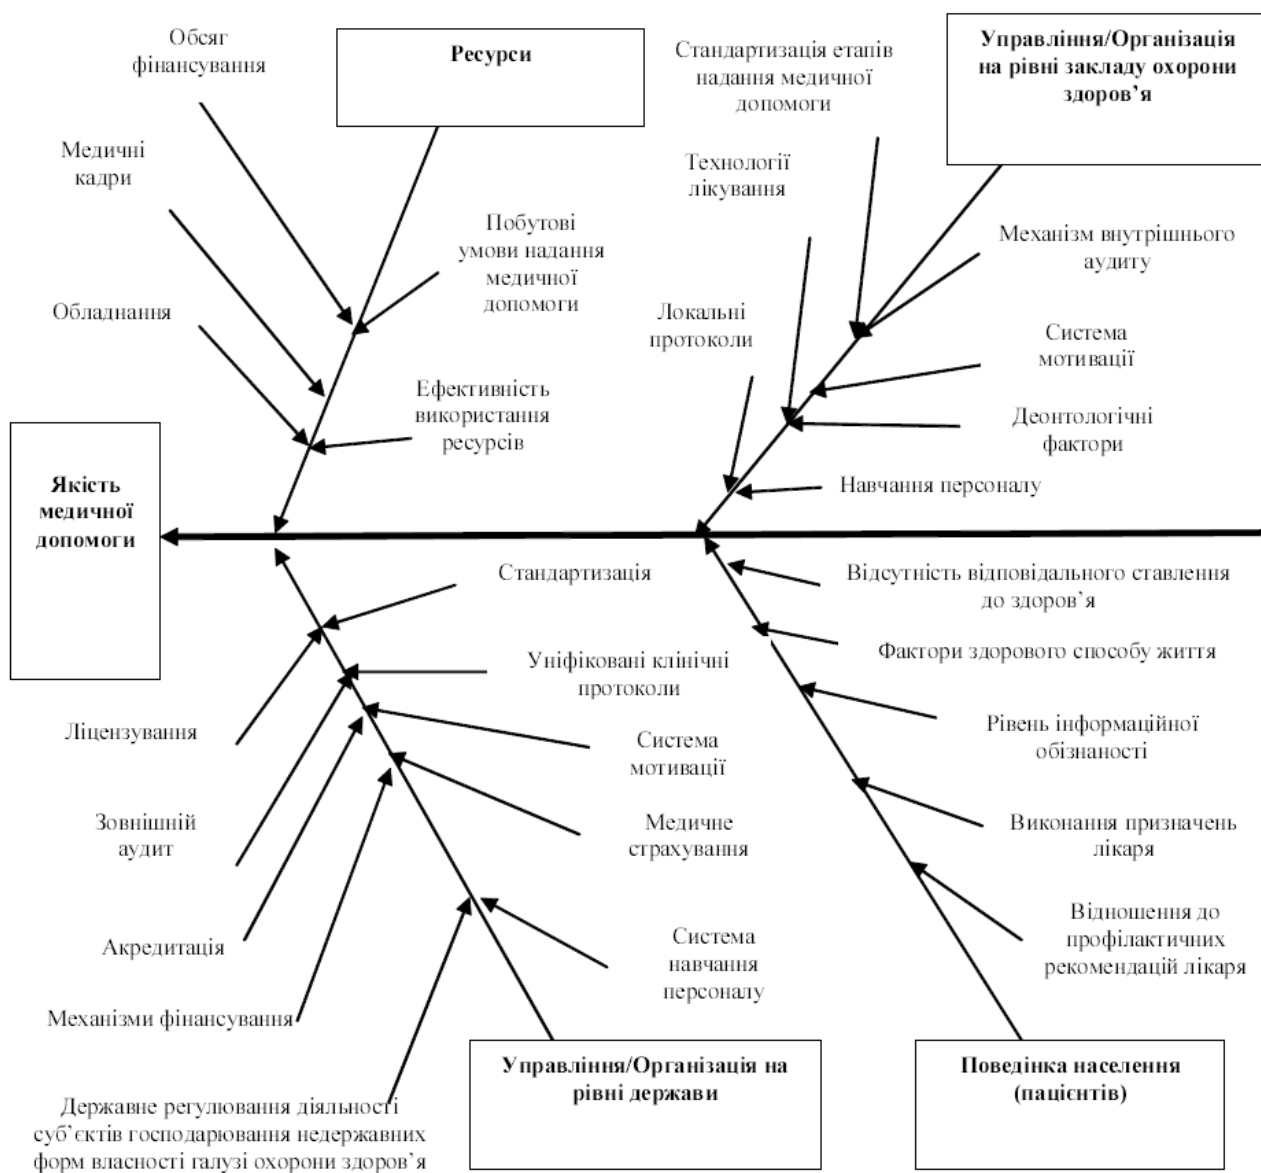 Обсяг
фінансування
Ресурси
Стандартизація етапів
надання медичної
допомоги
Управління/Організація
на рівні закладу охорони
здоров’я
Медичні
кадри
Технології
лікування
Побутові
умови надання
медичної
допомоги
Механізм внутрішнього
аудиту
Обладнання
Локальні
протоколи
Система
мотивації
Ефективність
використання
ресурсів
Деонтологічні
фактори
Навчання персоналу
Якість
медичної
допомоги
Стандартизація
Відсутність відповідального ставлення
до здоров’я
Уніфіковані клінічні
протоколи
Фактори здорового способу життя
Ліцензування
Система
мотивації
Рівень інформаційної
обізнаності
Зовнішній
аудит
Медичне
страхування
Виконання призначень
лікаря
Акредитація
Система
навчання
персоналу
Відношення до
профілактичних
рекомендацій лікаря
Механізми фінансування
Управління/Організація на
рівні держави
Поведінка населення
(пацієнтів)
Державне регулювання діяльності
суб’єктів господарювання недержавних
форм власності галузі охорони здоров’я